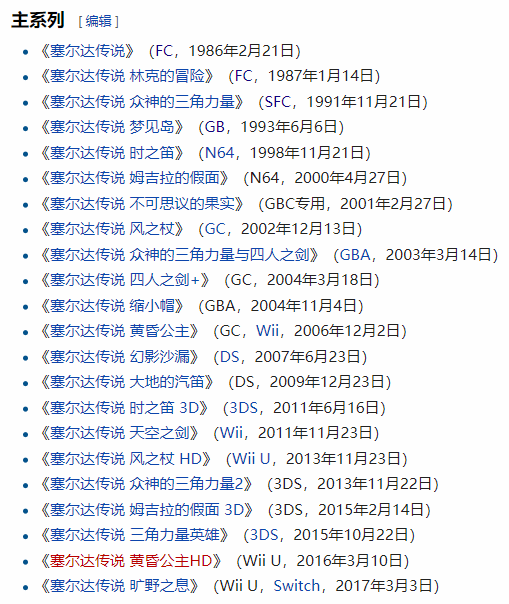 主系列 [ 编辑 ]
《塞尔达传说》（FC，1986年2月21日）
《塞尔达传说 林克的冒险》（FC，1987年1月14日）
《塞尔达传说 众神的三角力量》（SFC，1991年11月21日）
《塞尔达传说 梦见岛》（GB，1993年6月6日）
《塞尔达传说 时之笛》（N64，1998年11月21日）
《塞尔达传说 姆吉拉的假面》（N64，2000年4月27日）
《塞尔达传说 不可思议的果实》（GBC专用，2001年2月27日）
《塞尔达传说 风之杖》（GC，2002年12月13日）
《塞尔达传说 众神的三角力量与四人之剑》（GBA，2003年3月14日）
《塞尔达传说 四人之剑+》（GC，2004年3月18日）
《塞尔达传说 缩小帽》（GBA，2004年11月4日）
《塞尔达传说 黄昏公主》（GC，Wii，2006年12月2日）
《塞尔达传说 幻影沙漏》（DS，2007年6月23日）
《塞尔达传说 大地的汽笛》（DS，2009年12月23日）
《塞尔达传说 时之笛 3D》（3DS，2011年6月16日）
《塞尔达传说 天空之剑》（Wii，2011年11月23日）
《塞尔达传说 风之杖 HD》（Wii U，2013年11月23日）
《塞尔达传说 众神的三角力量2》（3DS，2013年11月22日）
《塞尔达传说 姆吉拉的假面 3D》（3DS，2015年2月14日）
《塞尔达传说 三角力量英雄》（3DS，2015年10月22日）
《塞尔达传说 黄昏公主HD》（Wii U，2016年3月10日）
《塞尔达传说 旷野之息》（Wii U，Switch，2017年3月3日）